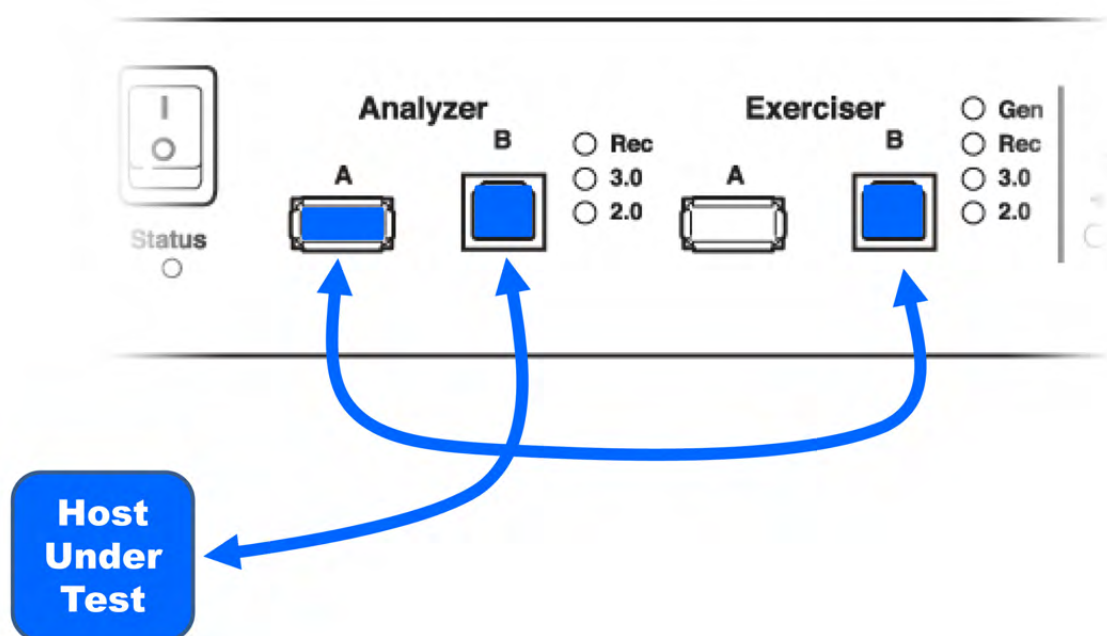 Analyzer
Exerciser
A
B
Rec
3.0
2.0
A
B
Gen
Rec
3.0
2.0
Status
Host
Under
Test